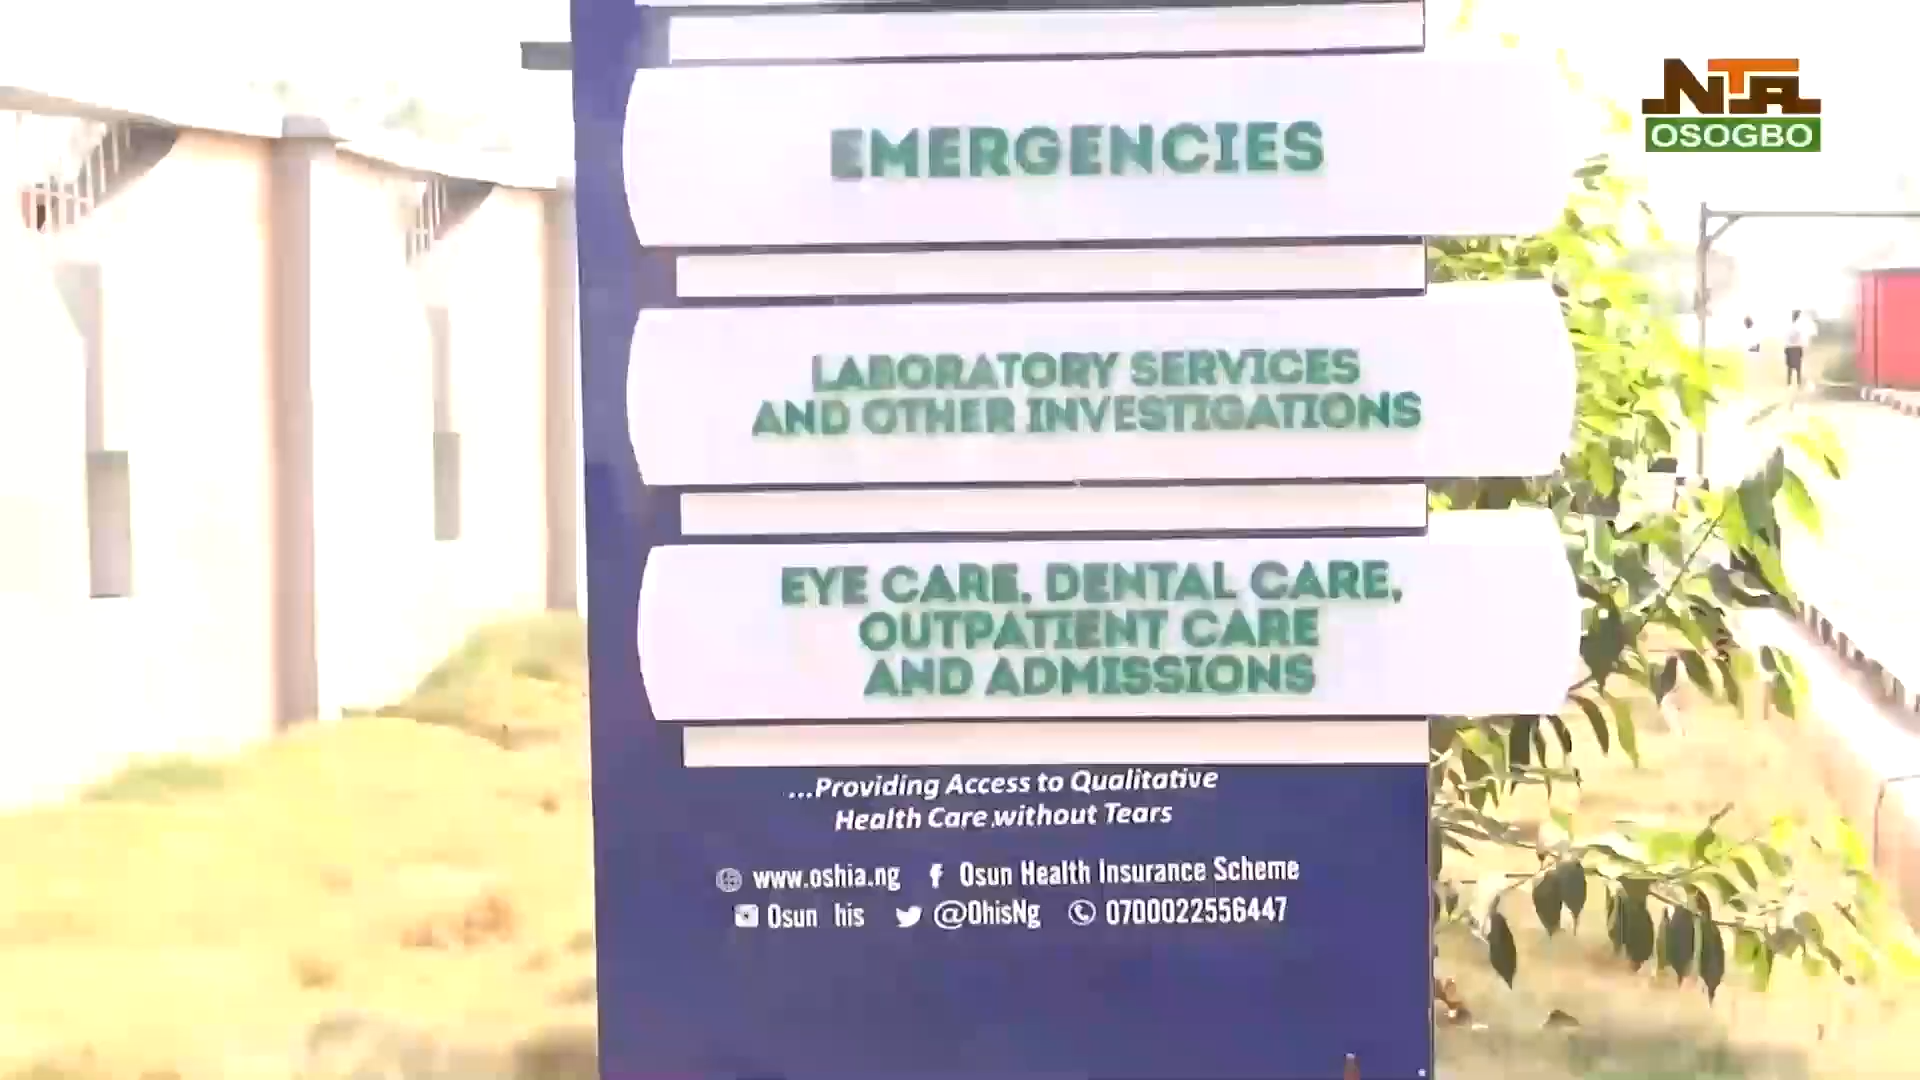 NTA
OSOGBO
EMERGENCIES
LABORATORY SERVICES
AND OTHER INVESTIGATIONS
EYE CARE, DENTAL CARE,
OUTPATIENT CARE
AND ADMISSIONS
...Providing Access to Qualitative
Health Care without Tears
www.oshia.ng Osun Health Insurance Scheme
Osun his @OhisNg 0700022556447